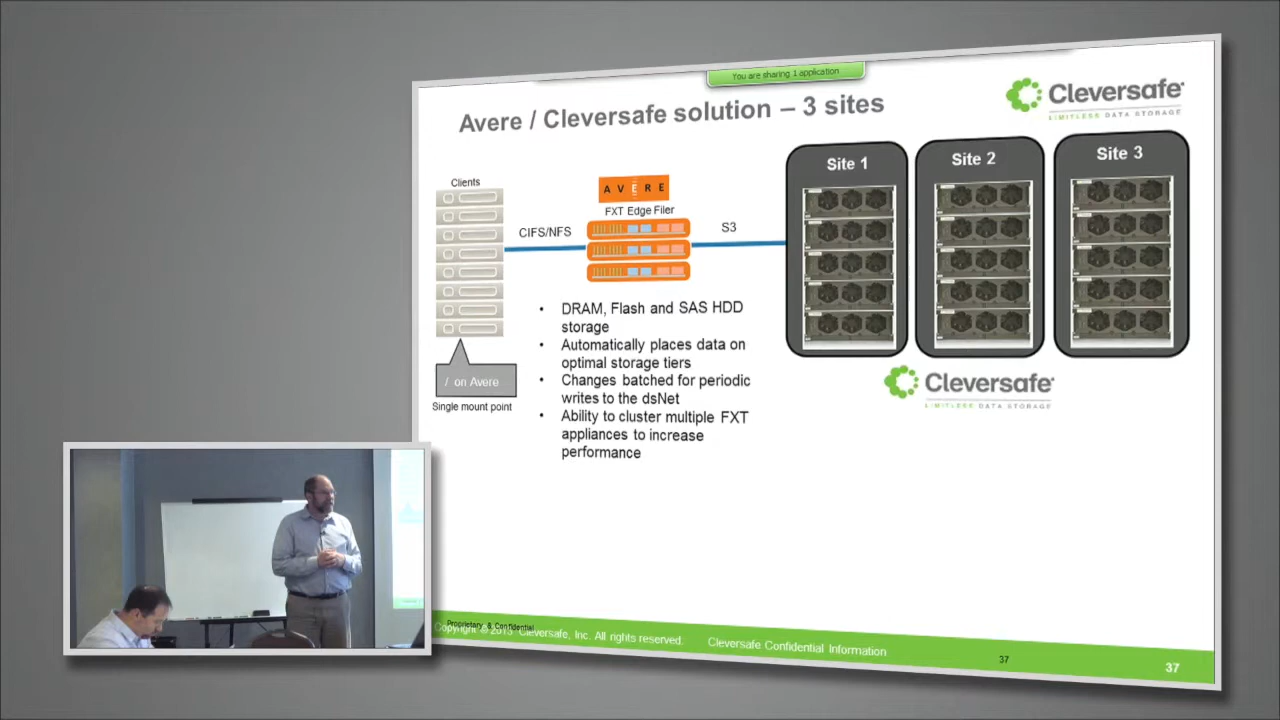 You are sharing 1 application
Avere / Cleversafe solution – 3 sites
Cleversafe®
LIMITLESS DATA STORAGE
Clients
AVERE
FXT Edge Filer
CIFS/NFS
S3
Site 1
Site 2
Site 3
• DRAM, Flash and SAS HDD
storage
• Automatically places data on
optimal storage tiers
• Changes batched for periodic
writes to the dsNet
• Ability to cluster multiple FXT
appliances to increase
performance
/ on Avere
Single mount point
Cleversafe®
LIMITLESS DATA STORAGE
Proprietary & Confidential
Copyright © 2013 Cleversafe, Inc. All rights reserved.
Cleversafe Confidential Information
37
37